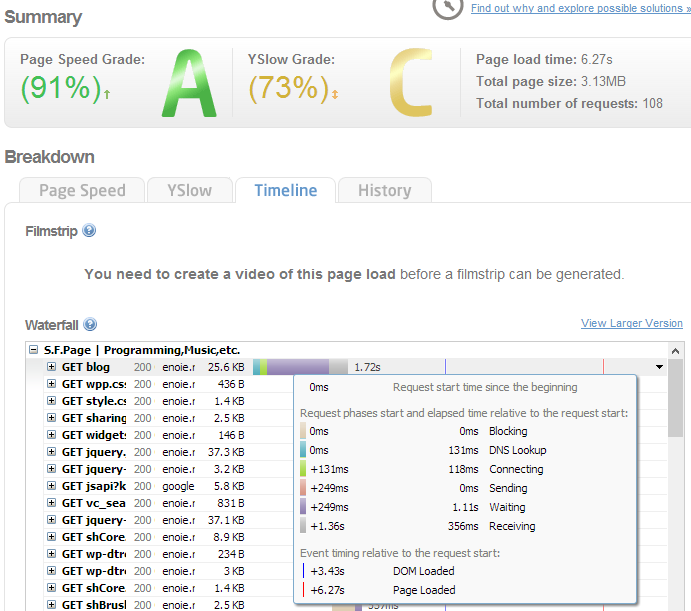 Summary
Find out why and explore possible solutions »
Page Speed Grade:
(91%)↑
A
YSlow Grade:
(73%)↕
C
Page load time: 6.27s
Total page size: 3.13MB
Total number of requests: 108
Breakdown
Page Speed YSlow Timeline History
Filmstrip ?
You need to create a video of this page load before a filmstrip can be generated.
Waterfall ?
View Larger Version
S.F.Page | Programming,Music,etc.
GET blog 200 enoie.r 25.6 KB 1.72s
GET wpp.css 200 enoie.r 436 B
GET style.cs 200 enoie.r 1.4 KB
GET sharing 200 enoie.r 2.5 KB
GET widgets 200 enoie.r 146 B
GET jquery. 200 enoie.r 37.3 KB
GET jquery- 200 enoie.r 3.2 KB
GET jsapi?k 200 google 5.8 KB
GET vc_sea 200 enoie.r 831 B
GET jquery- 200 enoie.r 37.1 KB
GET shCore. 200 enoie.r 8.9 KB
GET wp-dtre 200 enoie.r 234 B
GET wp-dtre 200 enoie.r 3 KB
GET shCore. 200 enoie.r 1.4 KB
GET shBrush 200 enoie.r 2.5 KB
0ms Request start time since the beginning
Request phases start and elapsed time relative to the request start:
0ms 0ms Blocking
0ms 131ms DNS Lookup
+131ms 118ms Connecting
+249ms 0ms Sending
+249ms 1.11s Waiting
+1.36s 356ms Receiving
Event timing relative to the request start:
+3.43s DOM Loaded
+6.27s Page Loaded